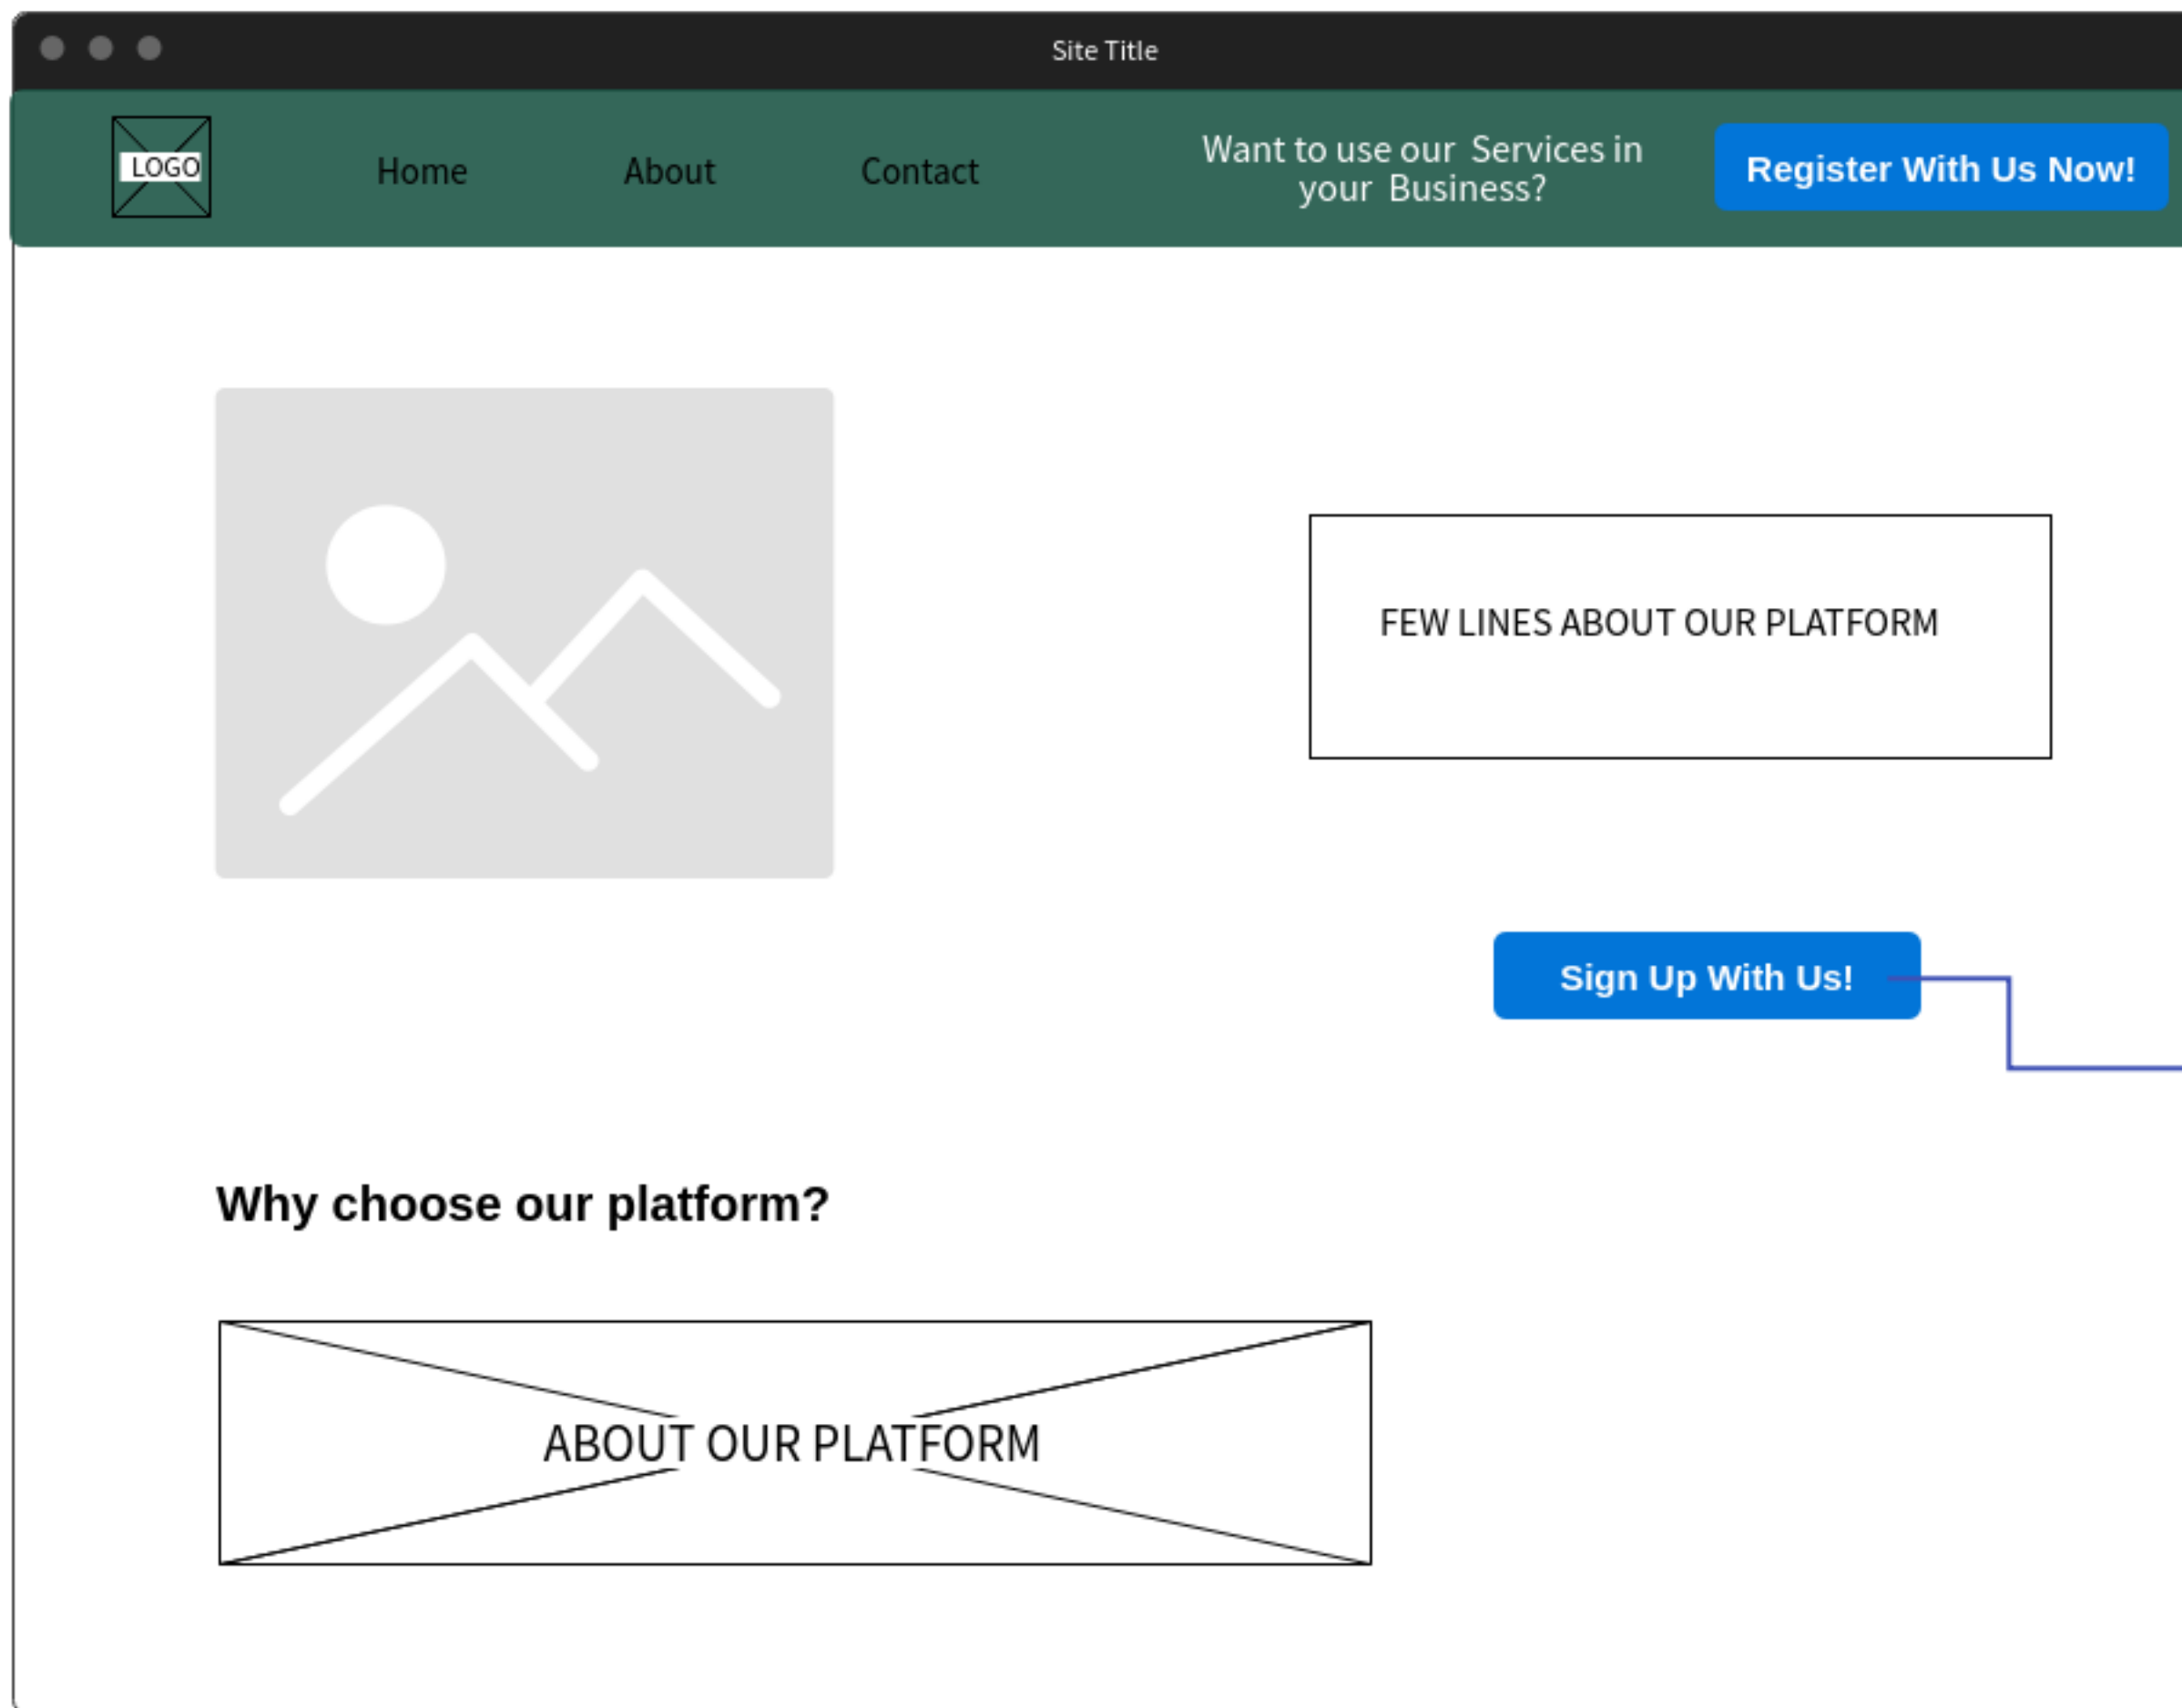 Site Title
LOGO
Home
About
Contact
Want to use our Services in
your Business?
Register With Us Now!
FEW LINES ABOUT OUR PLATFORM
Sign Up With Us!
Why choose our platform?
ABOUT OUR PLATFORM